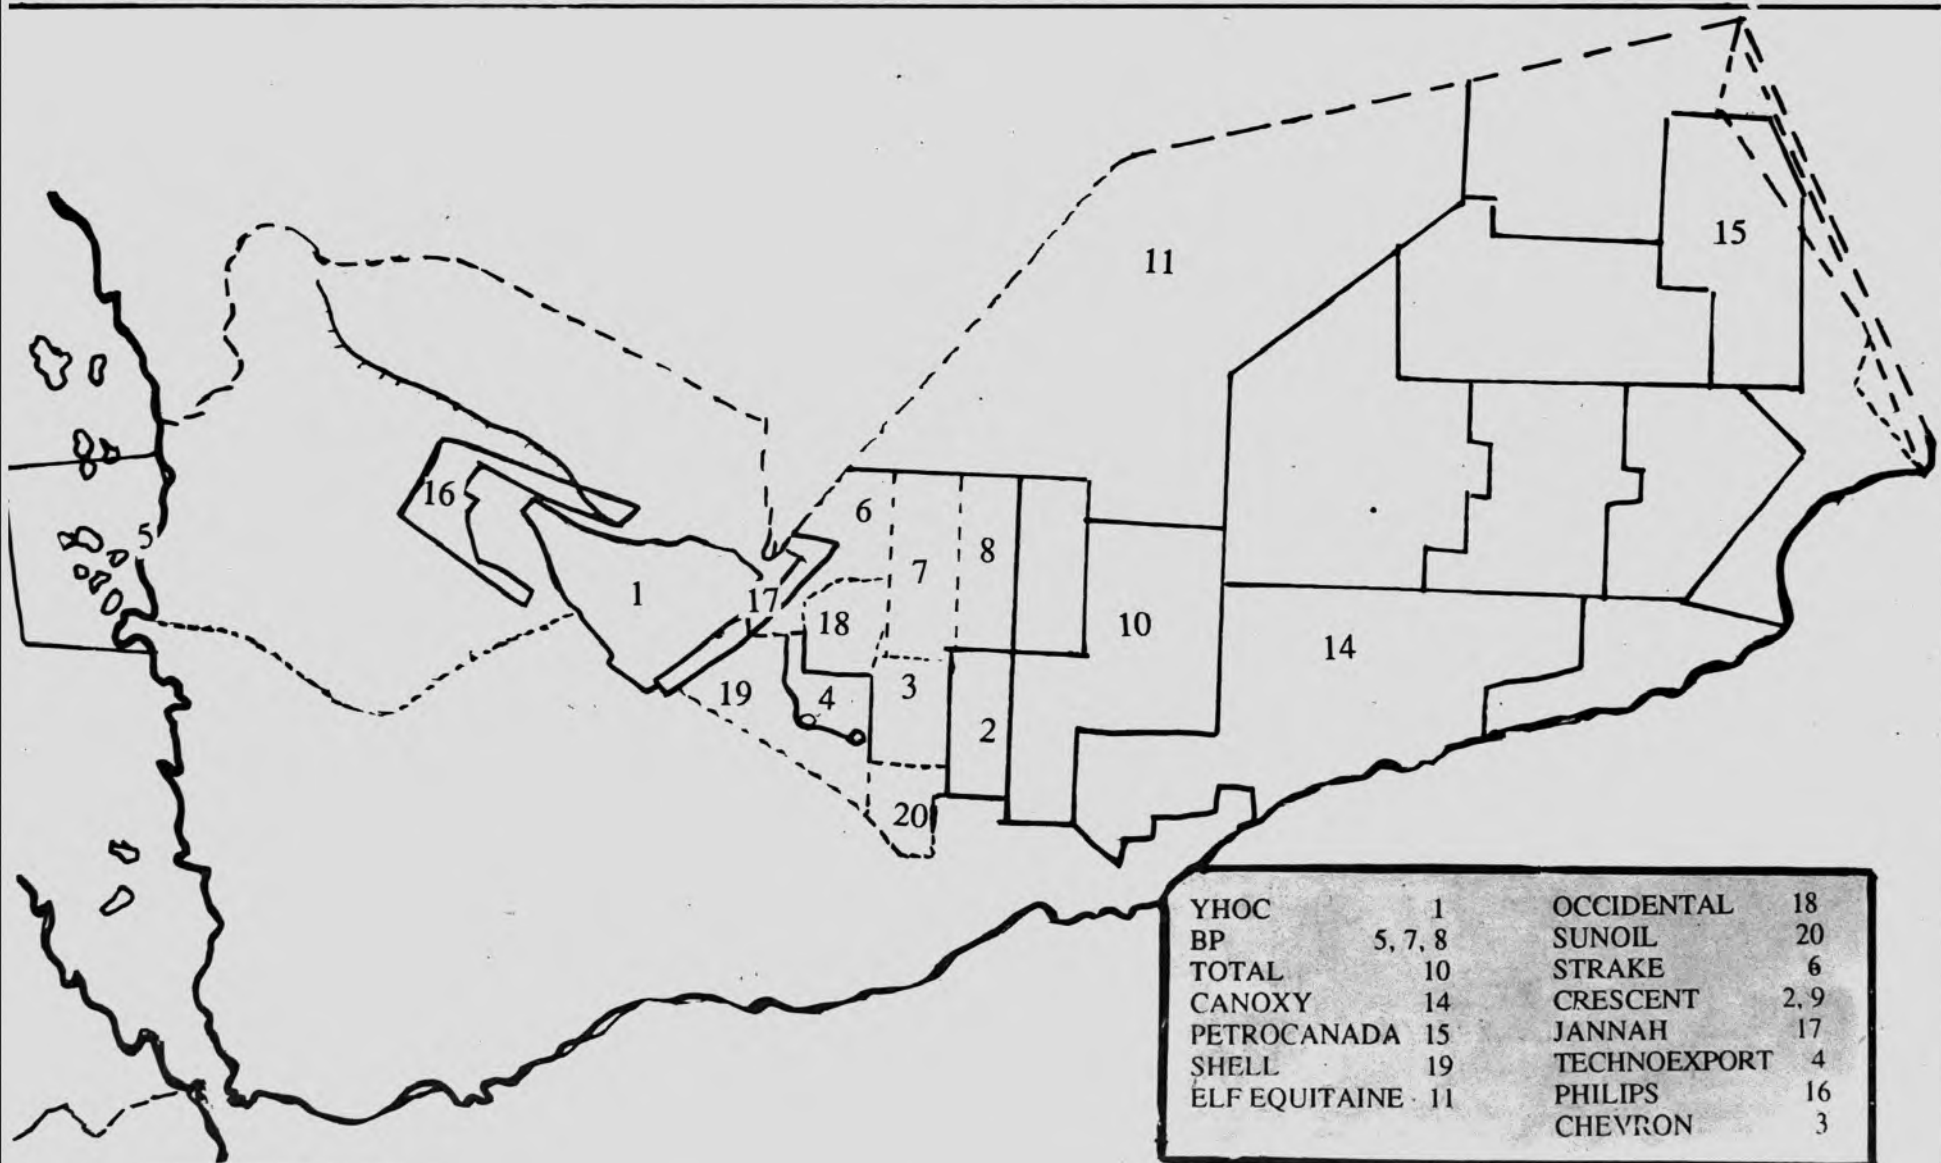 11
15
16
6
5
8
7
1
17
18
10
14
3
19
4
2
20
YHOC 1
BP 5, 7, 8
TOTAL 10
CANOXY 14
PETROCANADA 15
SHELL 19
ELF EQUITAINE 11
OCCIDENTAL 18
SUNOIL 20
STRAKE 6
CRESCENT 2, 9
JANNAH 17
TECHNOEXPORT 4
PHILIPS 16
CHEVRON 3